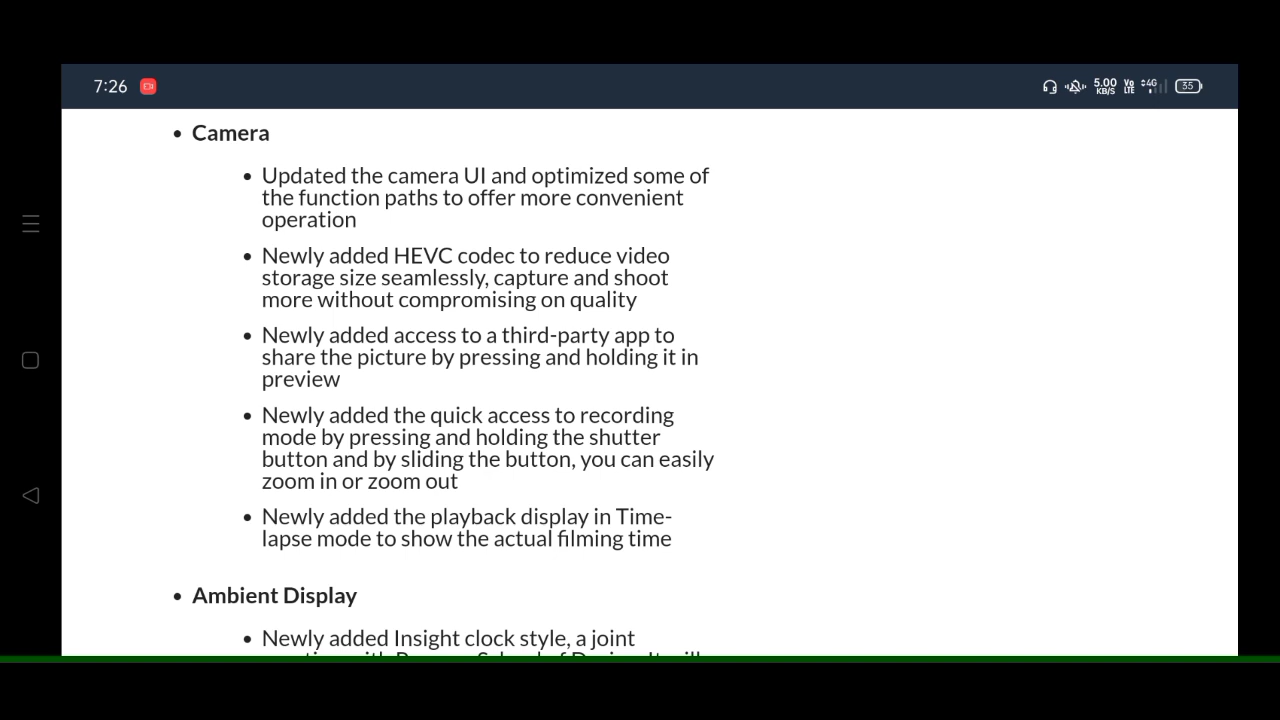 7:26
5.00
KB/S
Vo
LTE
4G
35
Camera
Updated the camera UI and optimized some of
the function paths to offer more convenient
operation
Newly added HEVC codec to reduce video
storage size seamlessly, capture and shoot
more without compromising on quality
Newly added access to a third-party app to
share the picture by pressing and holding it in
preview
Newly added the quick access to recording
mode by pressing and holding the shutter
button and by sliding the button, you can easily
zoom in or zoom out
Newly added the playback display in Time-
lapse mode to show the actual filming time
Ambient Display
Newly added Insight clock style, a joint